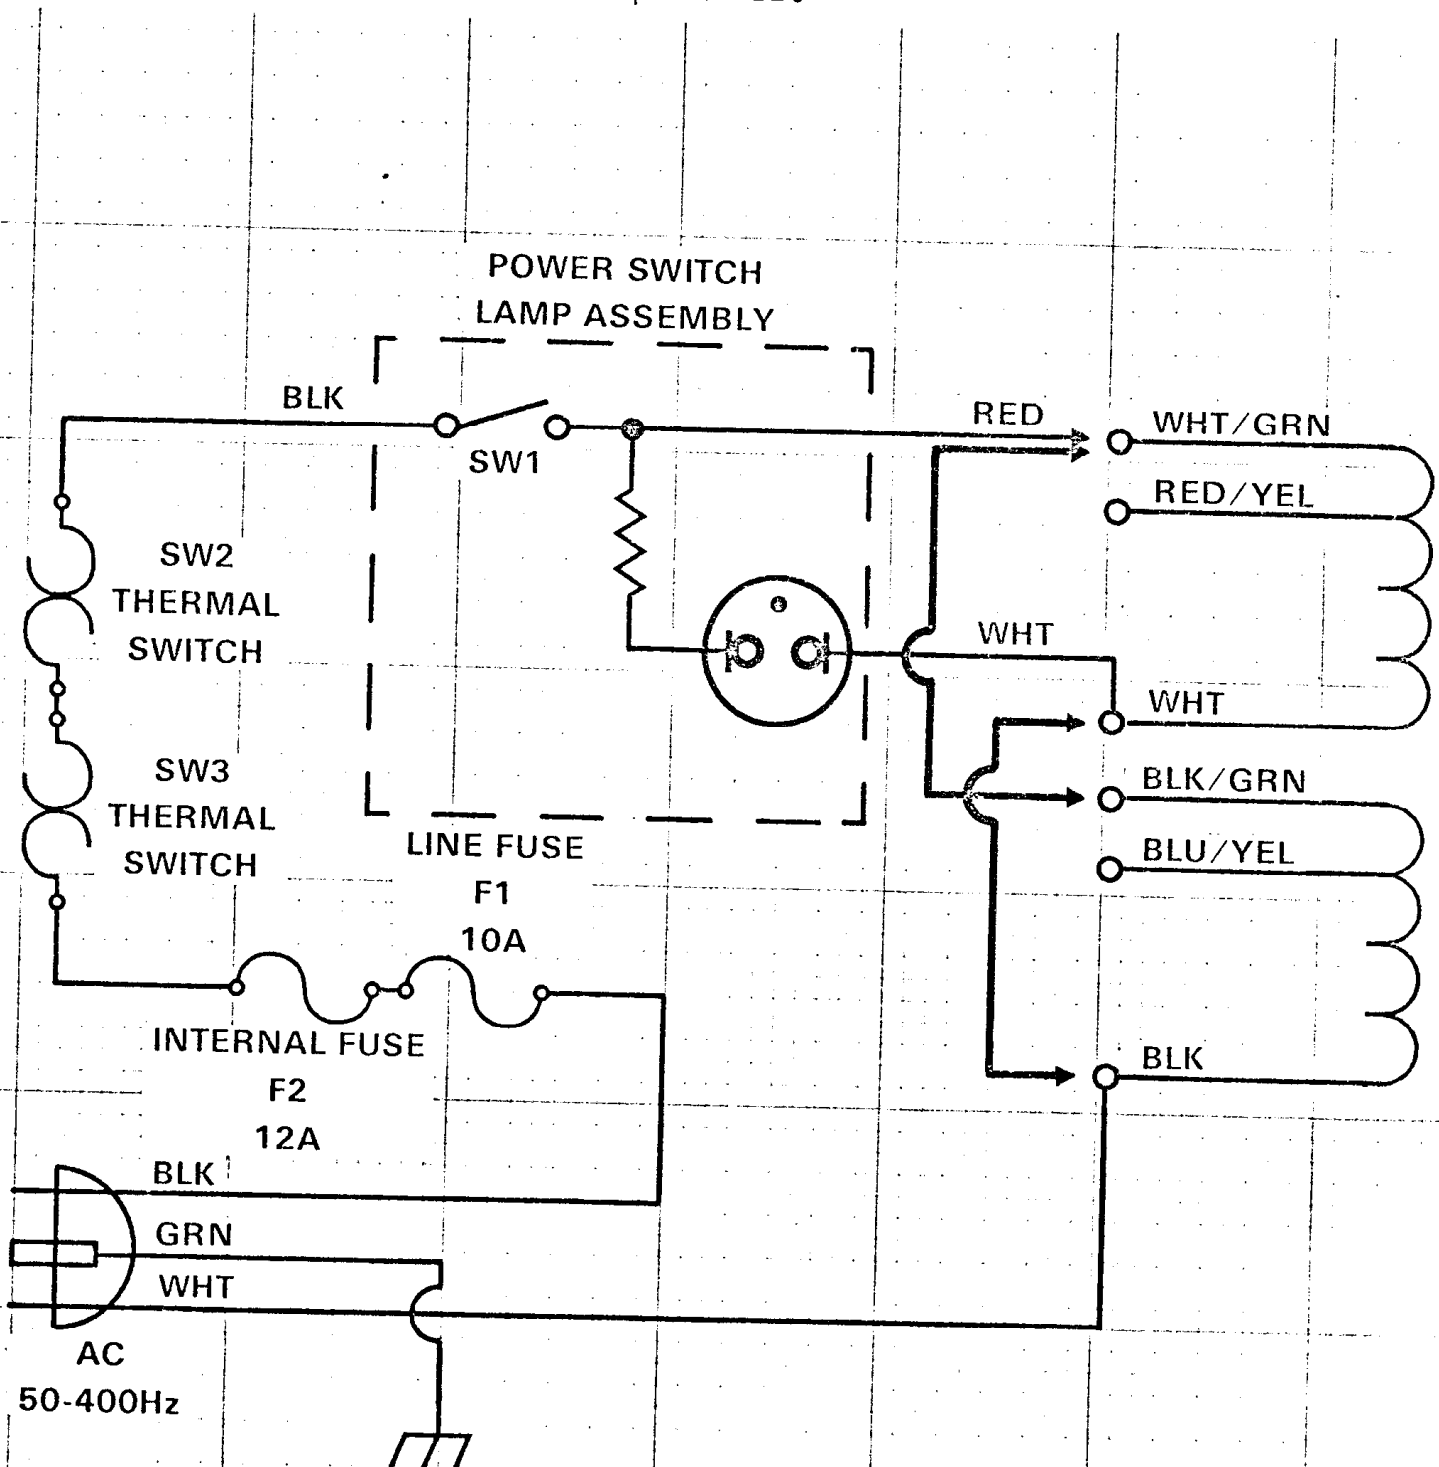 POWER SWITCH
LAMP ASSEMBLY
BLK
SW1
RED
WHT/GRN
RED/YEL
SW2
THERMAL
SWITCH
WHT
WHT
SW3
THERMAL
SWITCH
BLK/GRN
BLU/YEL
LINE FUSE
F1
10A
INTERNAL FUSE
F2
12A
BLK
BLK
GRN
WHT
AC
50-400Hz